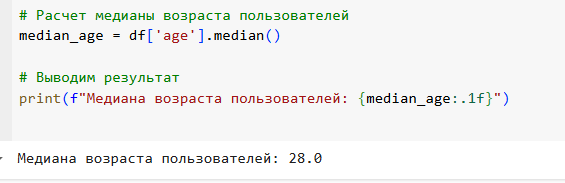 # Расчет медианы возраста пользователей
median_age = df['age'].median()
# Выводим результат
print(f"Медиана возраста пользователей: {median_age:.1f}")
Медиана возраста пользователей: 28.0